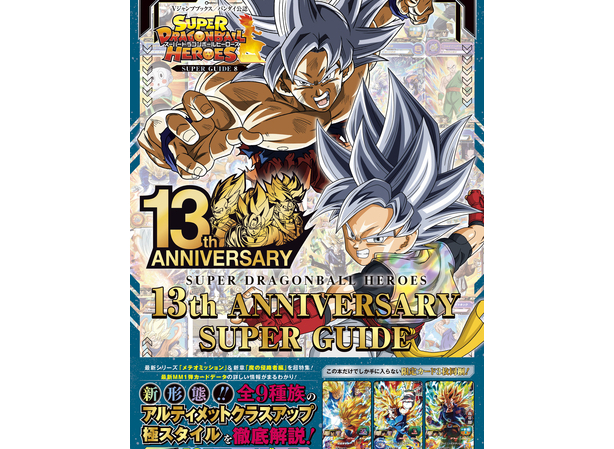 Vジャンプブックス/バンダイ公認
SUPER
DRAGONBALL
HEROES
スーパードラゴンボールヒーローズ
SUPER GUIDE 8
13th
ANNIVERSARY
SUPER DRAGONBALL HEROES
13th ANNIVERSARY
SUPER GUIDE
最新シリーズ「メテオミッション」&新章「魔の侵略者編」を超特集!
最新MM1弾カードデータの詳しい情報がまるわかり!
新形態!!全9種族の
アルティメットクラスアップ
極スタイルを徹底解説!
この本だけでしか手に入らない